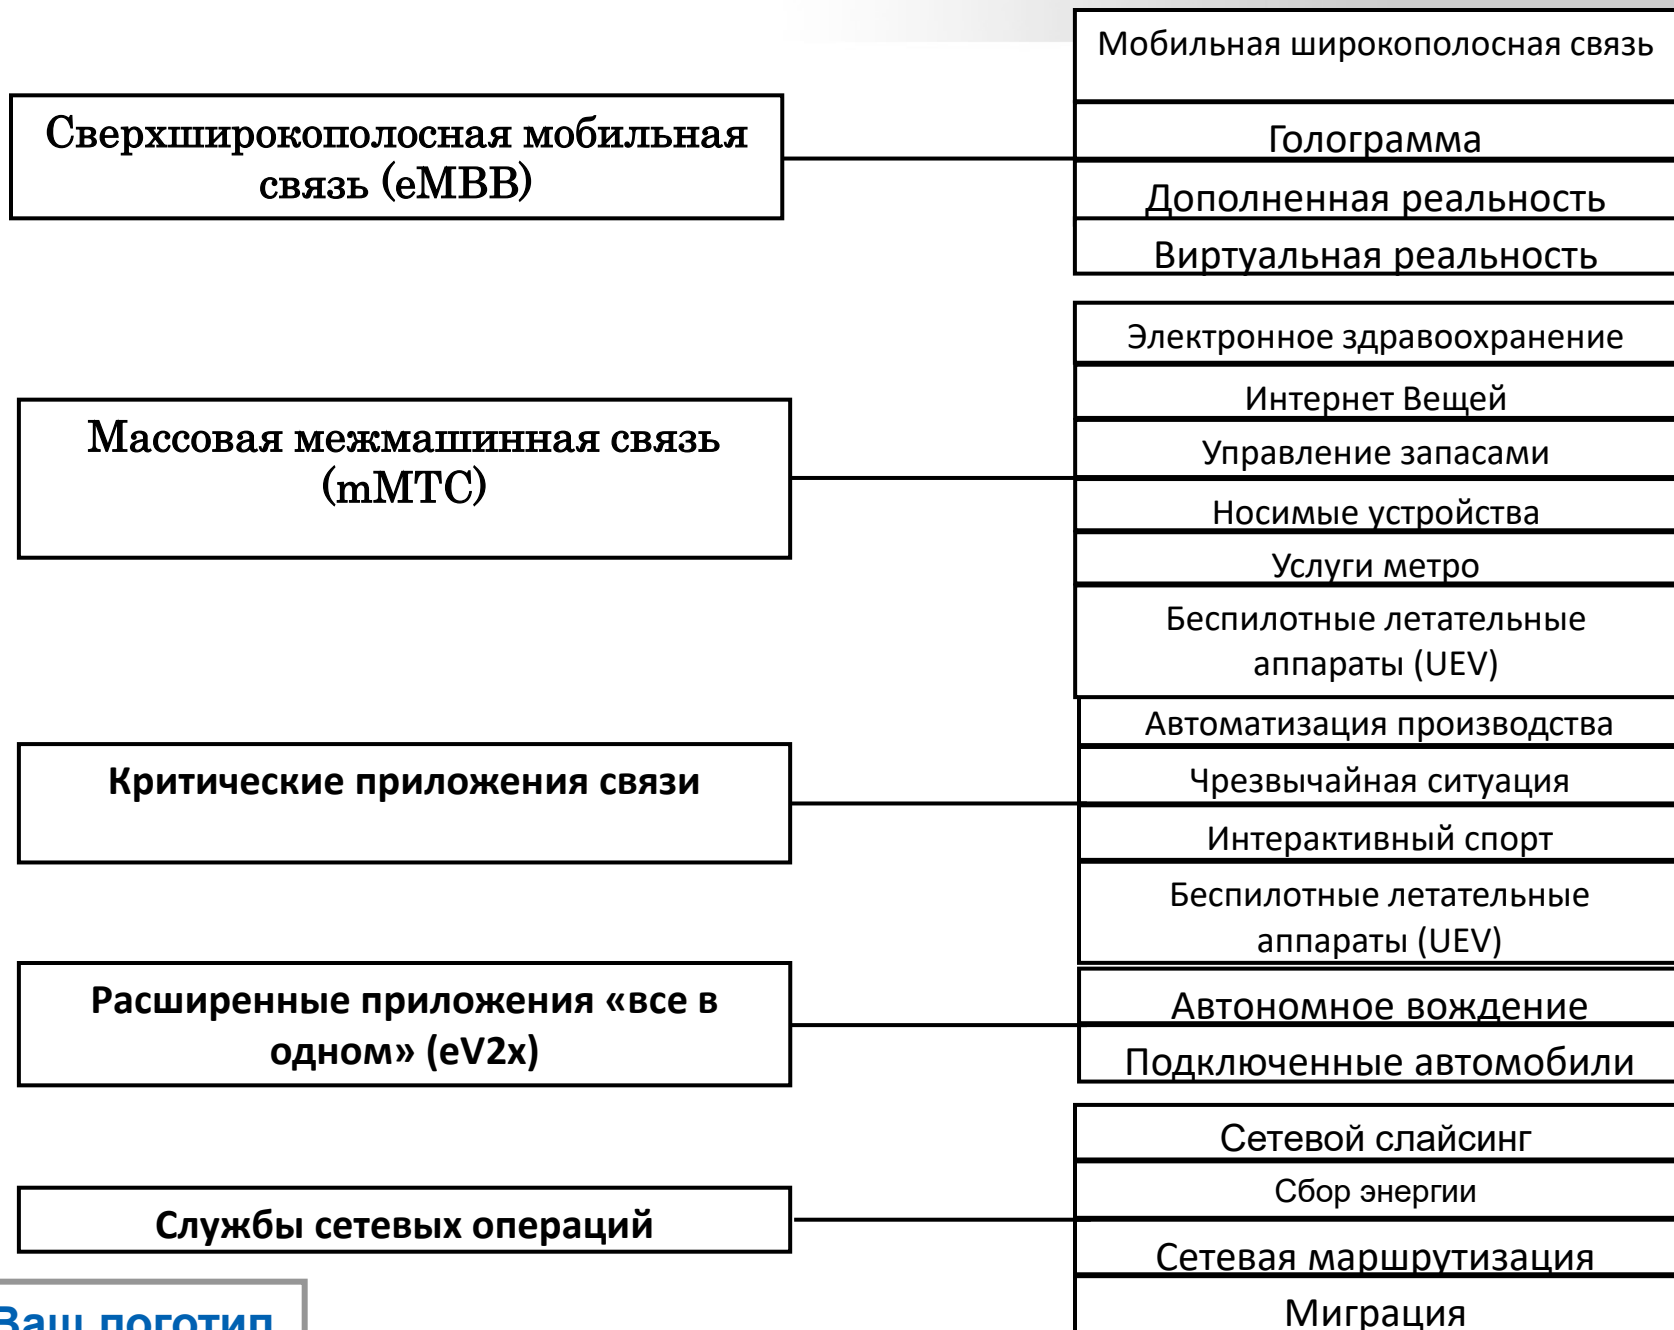 Мобильная широкополосная связь
Сверхширокополосная мобильная
связь (eMBB)
Голограмма
Дополненная реальность
Виртуальная реальность
Электронное здравоохранение
Массовая межмашинная связь
(mMTC)
Интернет Вещей
Управление запасами
Носимые устройства
Услуги метро
Беспилотные летательные
аппараты (UEV)
Критические приложения связи
Автоматизация производства
Чрезвычайная ситуация
Интерактивный спорт
Беспилотные летательные
аппараты (UEV)
Расширенные приложения «все в
одном» (eV2x)
Автономное вождение
Подключенные автомобили
Службы сетевых операций
Сетевой слайсинг
Сбор энергии
Сетевая маршрутизация
Миграция
Ваш логотип